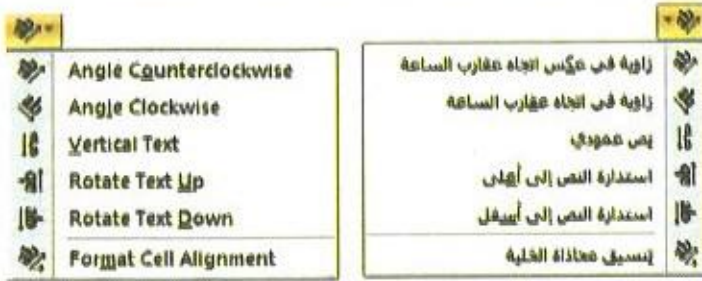 Angle Counterclockwise
Angle Clockwise
Vertical Text
Rotate Text Up
Rotate Text Down
Format Cell Alignment
زاوية في عكس اتجاه عقارب الساعة
زاوية في اتجاه عقارب الساعة
نص عمودي
استدارة النص إلى أعلى
استدارة النص إلى أسفل
تنسيق محاذاة الخلية